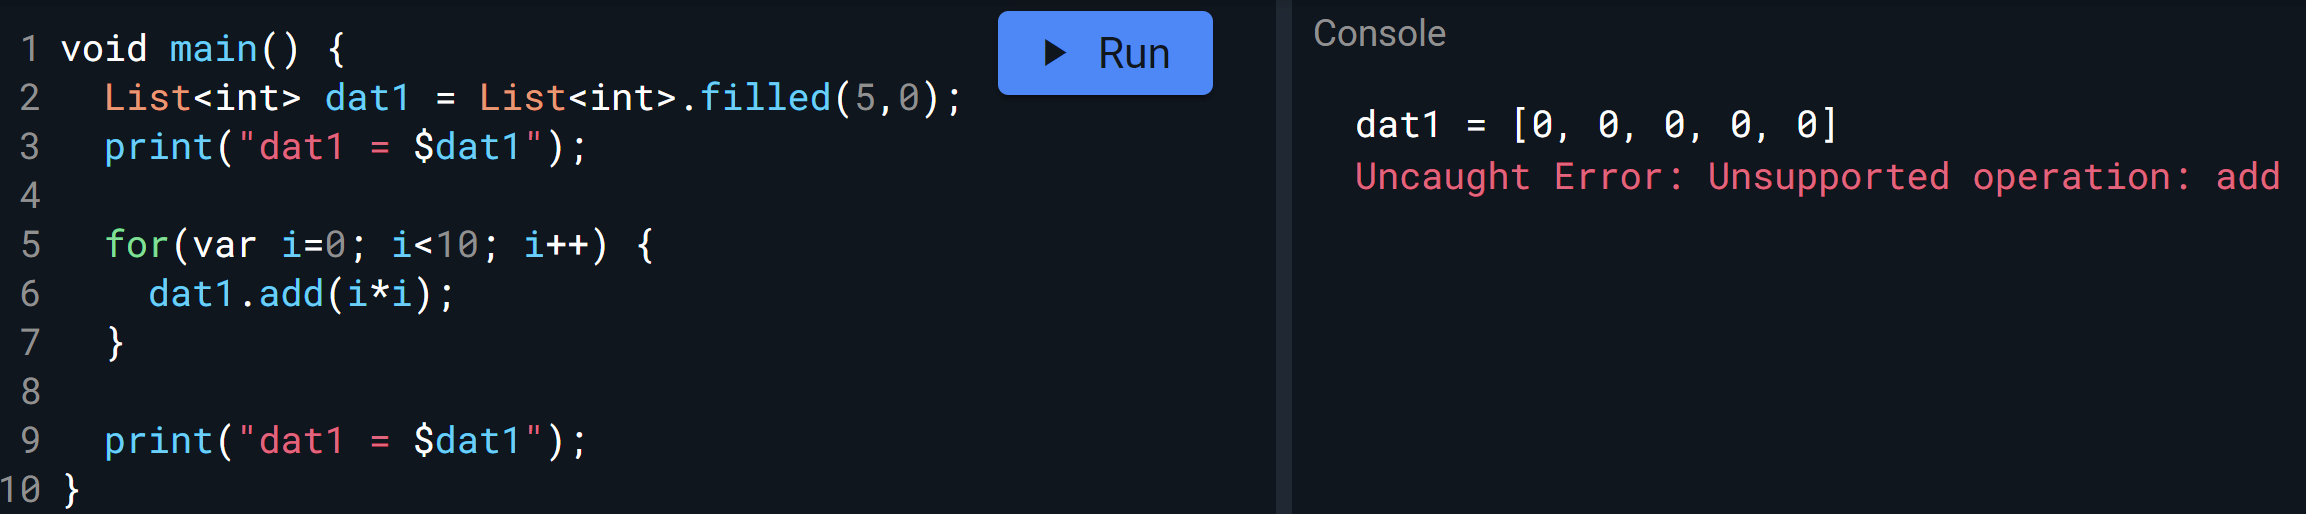 1 void main() {
2   List<int> dat1 = List<int>.filled(5,0);
3   print("dat1 = $dat1");
4
5   for(var i=0; i<10; i++) {
6     dat1.add(i*i);
7   }
8
9   print("dat1 = $dat1");
10 }
Run
Console
dat1 = [0, 0, 0, 0, 0]
Uncaught Error: Unsupported operation: add